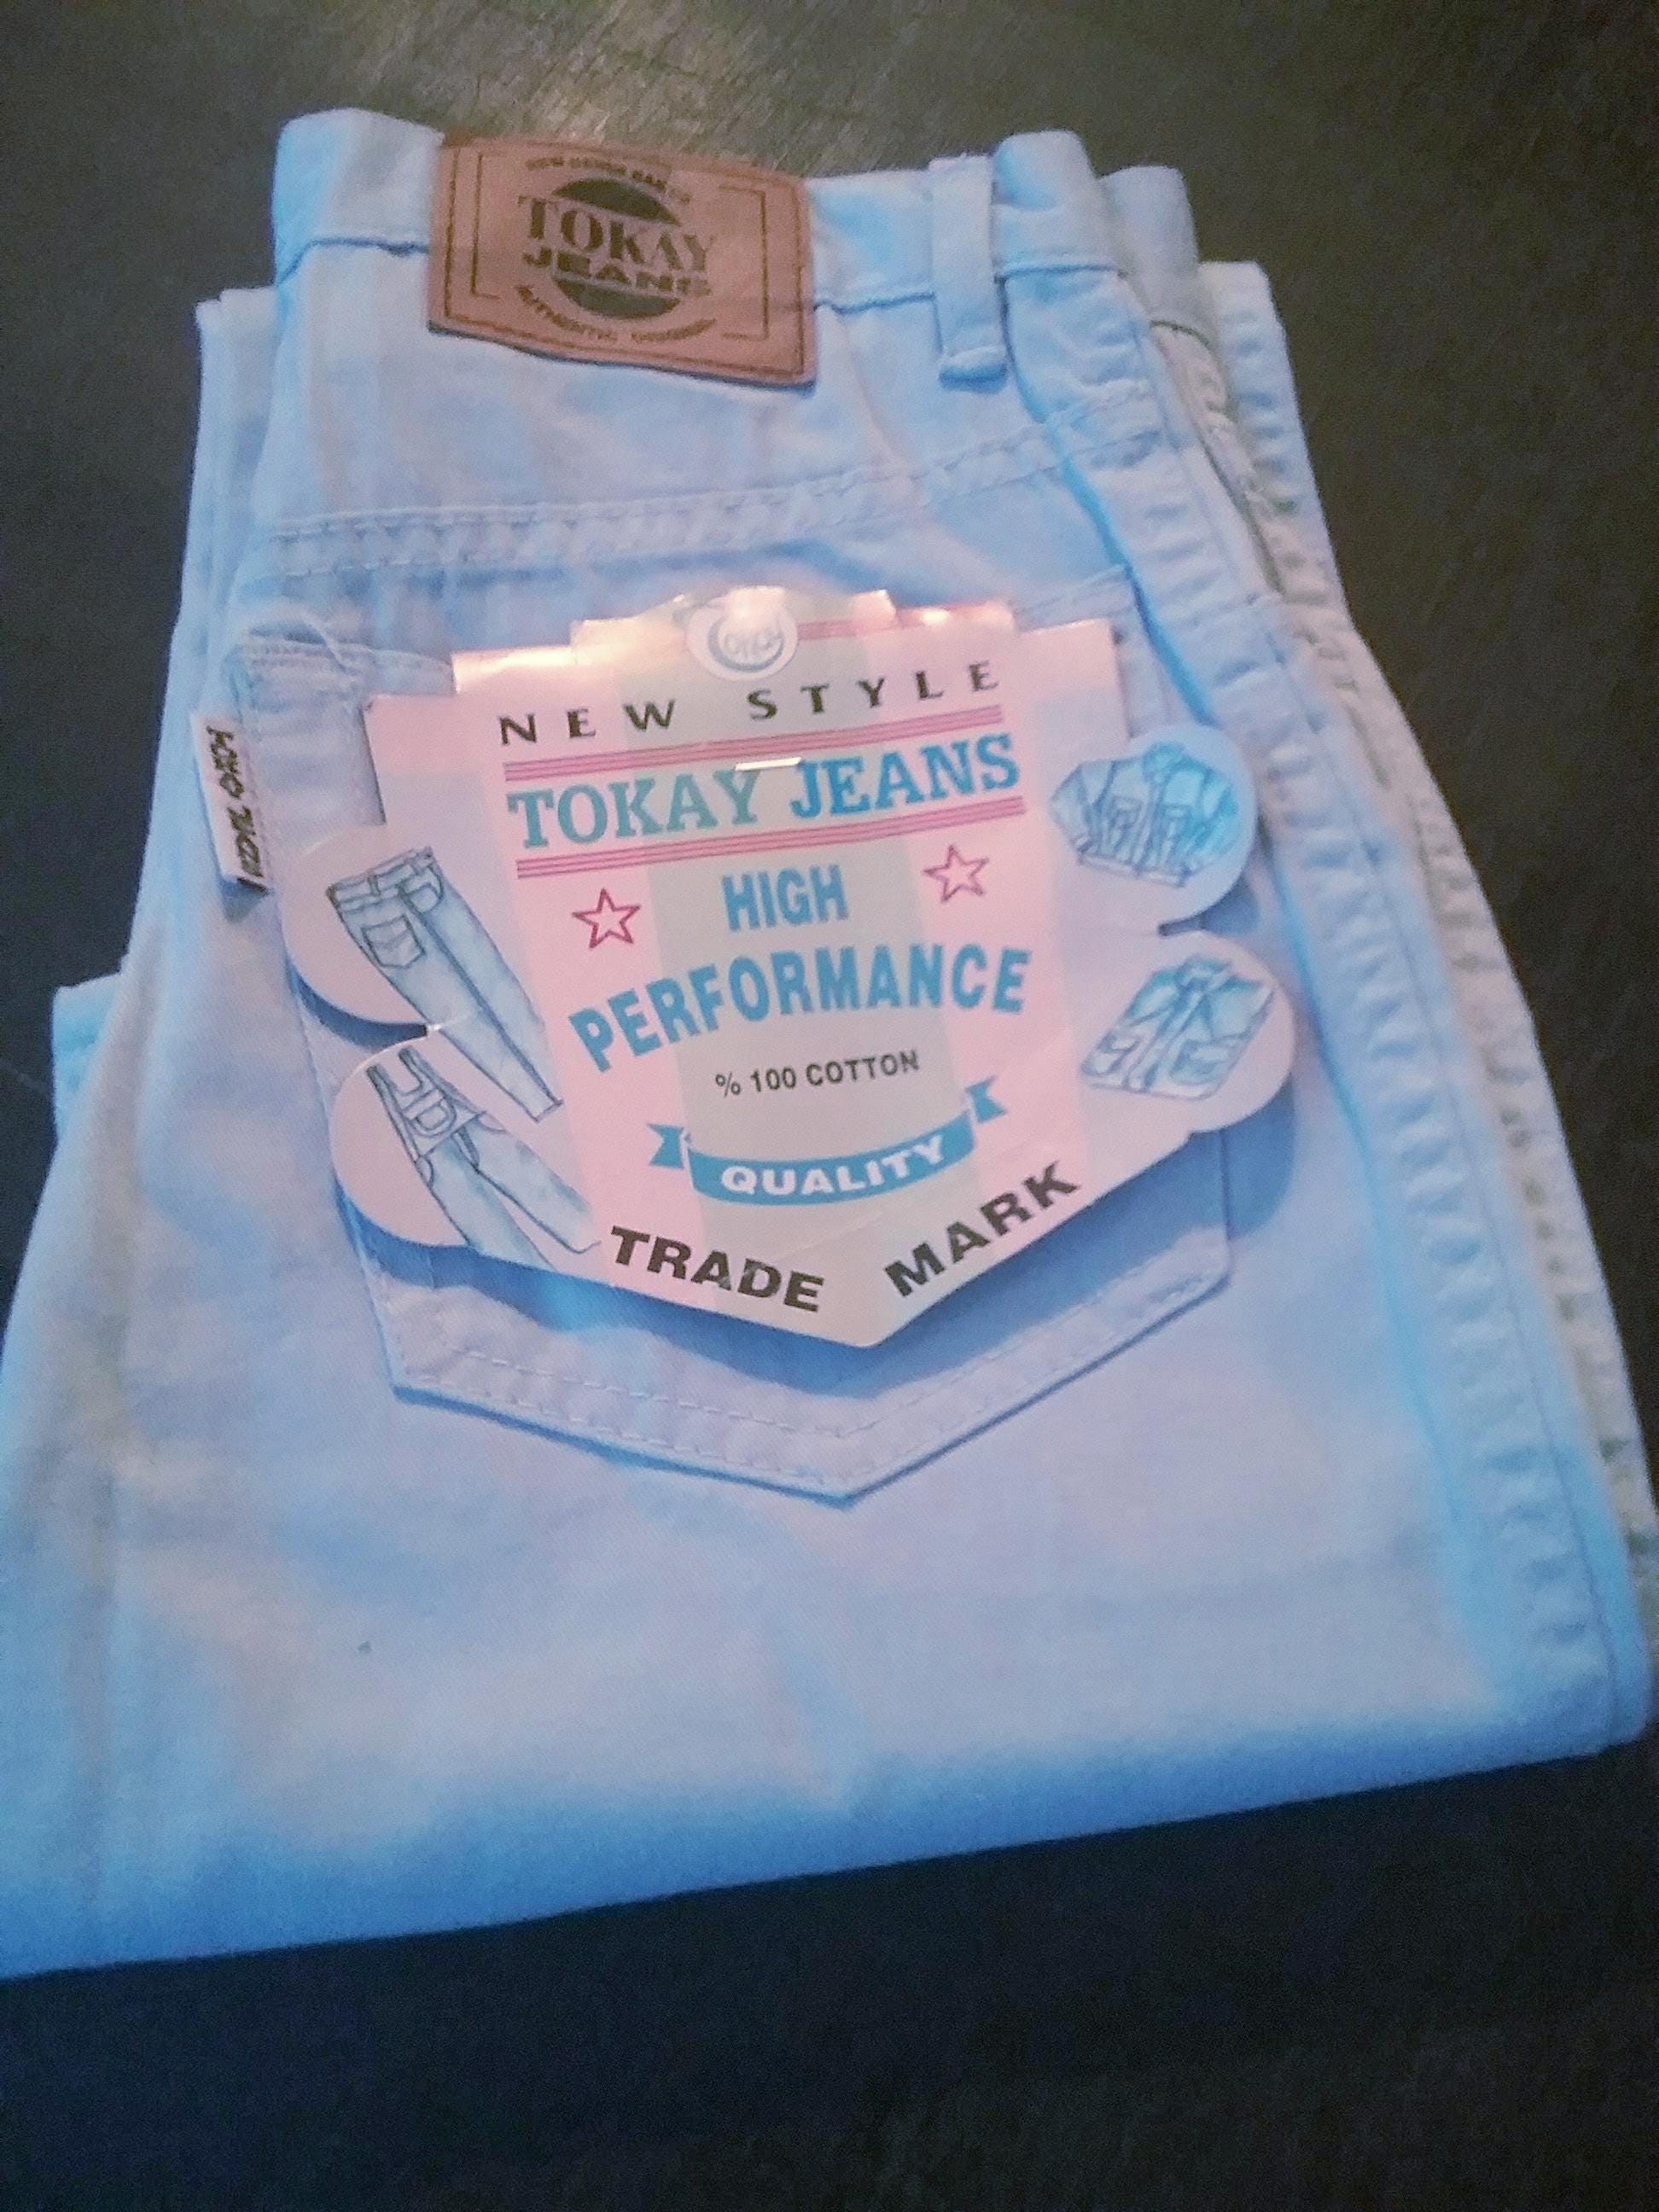 TOKAY
JEANS
NEW STYLE
TOKAY JEANS
HIGH
PERFORMANCE
% 100 COTTON
QUALITY
TRADE MARK